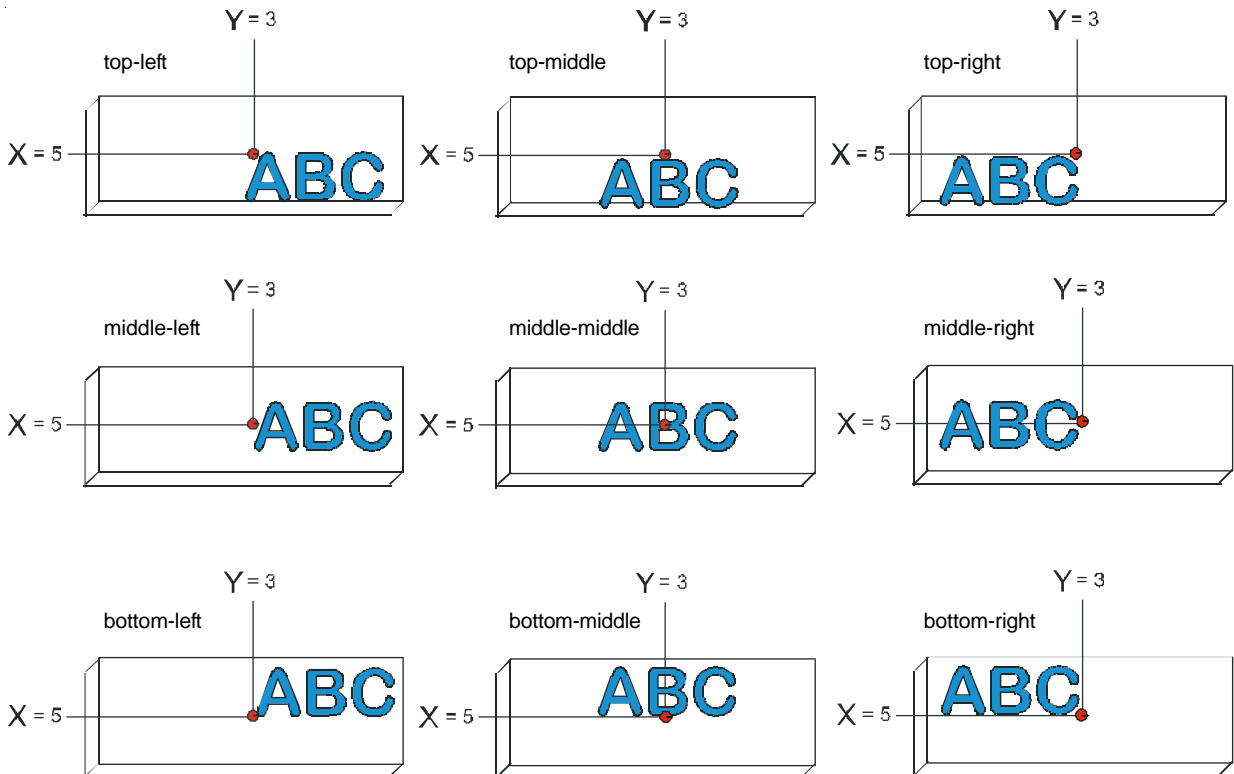 Y = 3 Y = 3 Y = 3
top-left top-middle top-right
X = 5 X = 5 X = 5
ABC ABC ABC
Y = 3 Y = 3 Y = 3
middle-left middle-middle middle-right
X = 5 ABC X = 5 ABC X = 5 ABC
Y = 3 Y = 3 Y = 3
bottom-left bottom-middle bottom-right
ABC ABC ABC
X = 5 X = 5 X = 5